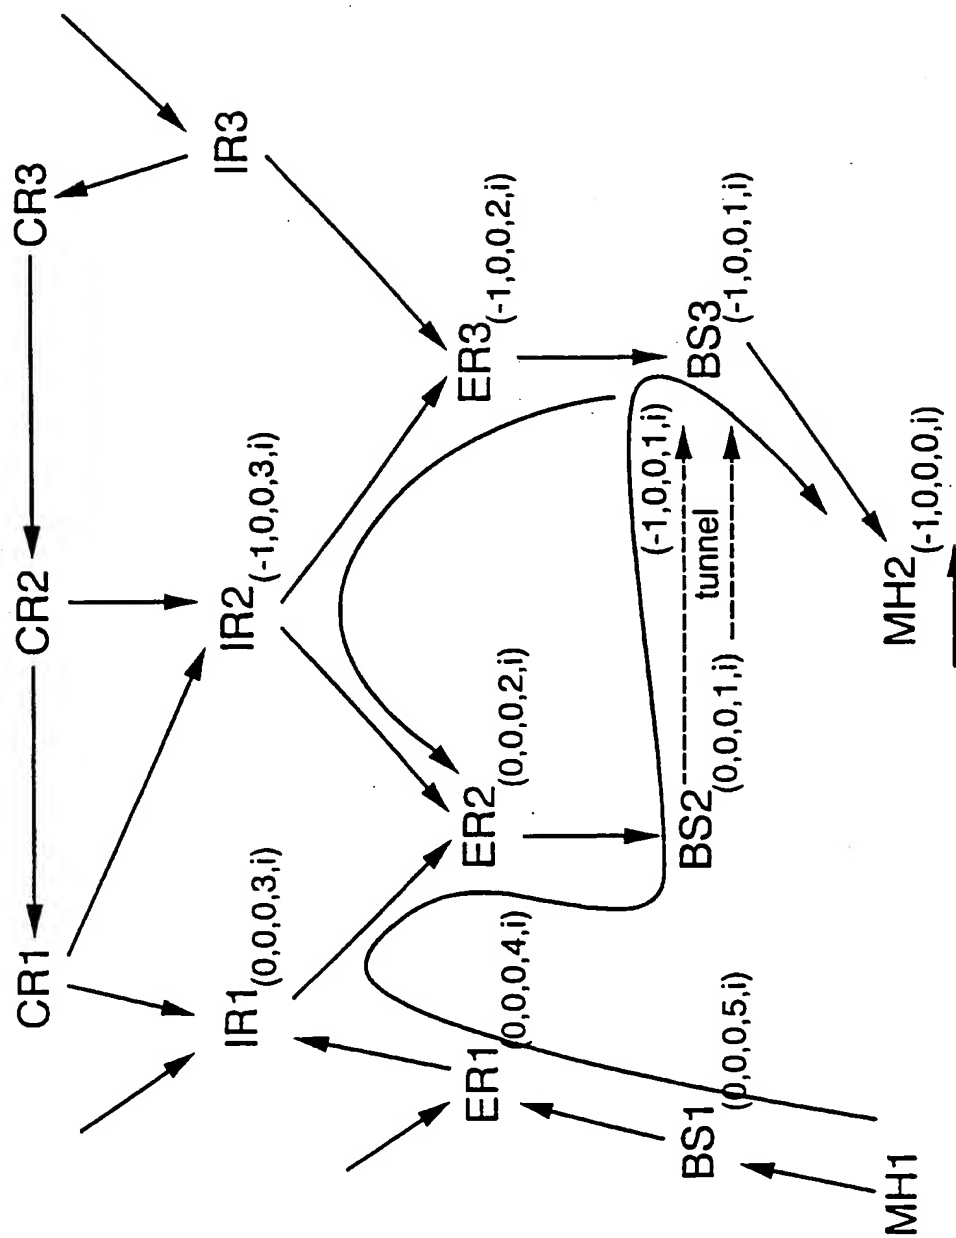 CR1
CR2
CR3
IR1(0,0,0,3,i)
IR2(-1,0,0,3,i)
IR3
ER1(0,0,0,4,i)
ER2(0,0,0,2,i)
ER3(-1,0,0,2,i)
BS1(0,0,0,5,i)
BS2(0,0,0,1,i)
(-1,0,0,1,i)
tunnel
BS3(-1,0,0,1,i)
MH1
MH2(-1,0,0,0,i)